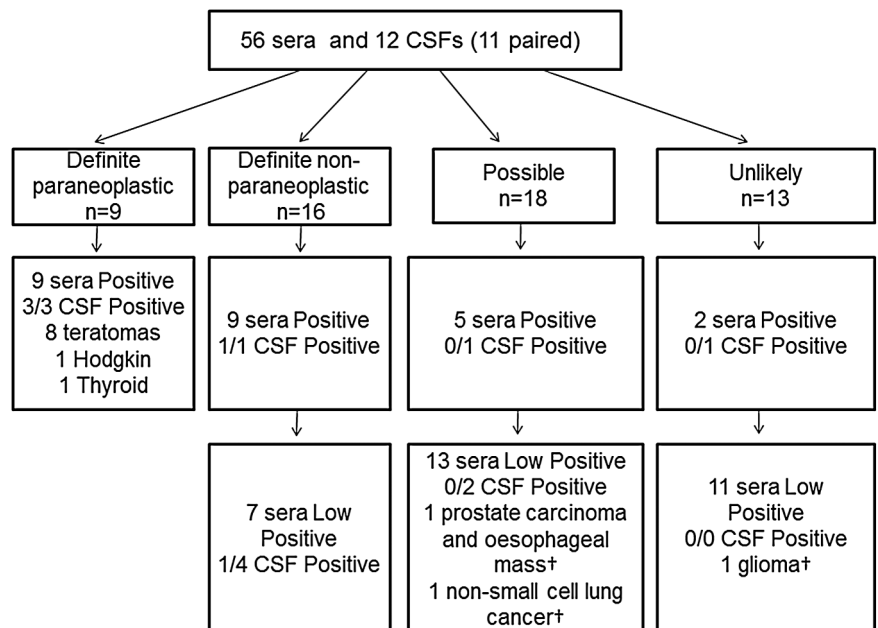 56 sera and 12 CSFs (11 paired)
Definite
paraneoplastic
n=9
Definite non-
paraneoplastic
n=16
Possible
n=18
Unlikely
n=13
9 sera Positive
3/3 CSF Positive
8 teratomas
1 Hodgkin
1 Thyroid
9 sera Positive
1/1 CSF Positive
5 sera Positive
0/1 CSF Positive
2 sera Positive
0/1 CSF Positive
7 sera Low
Positive
1/4 CSF Positive
13 sera Low Positive
0/2 CSF Positive
1 prostate carcinoma
and oesophageal
mass†
1 non-small cell lung
cancer†
11 sera Low
Positive
0/0 CSF Positive
1 glioma†